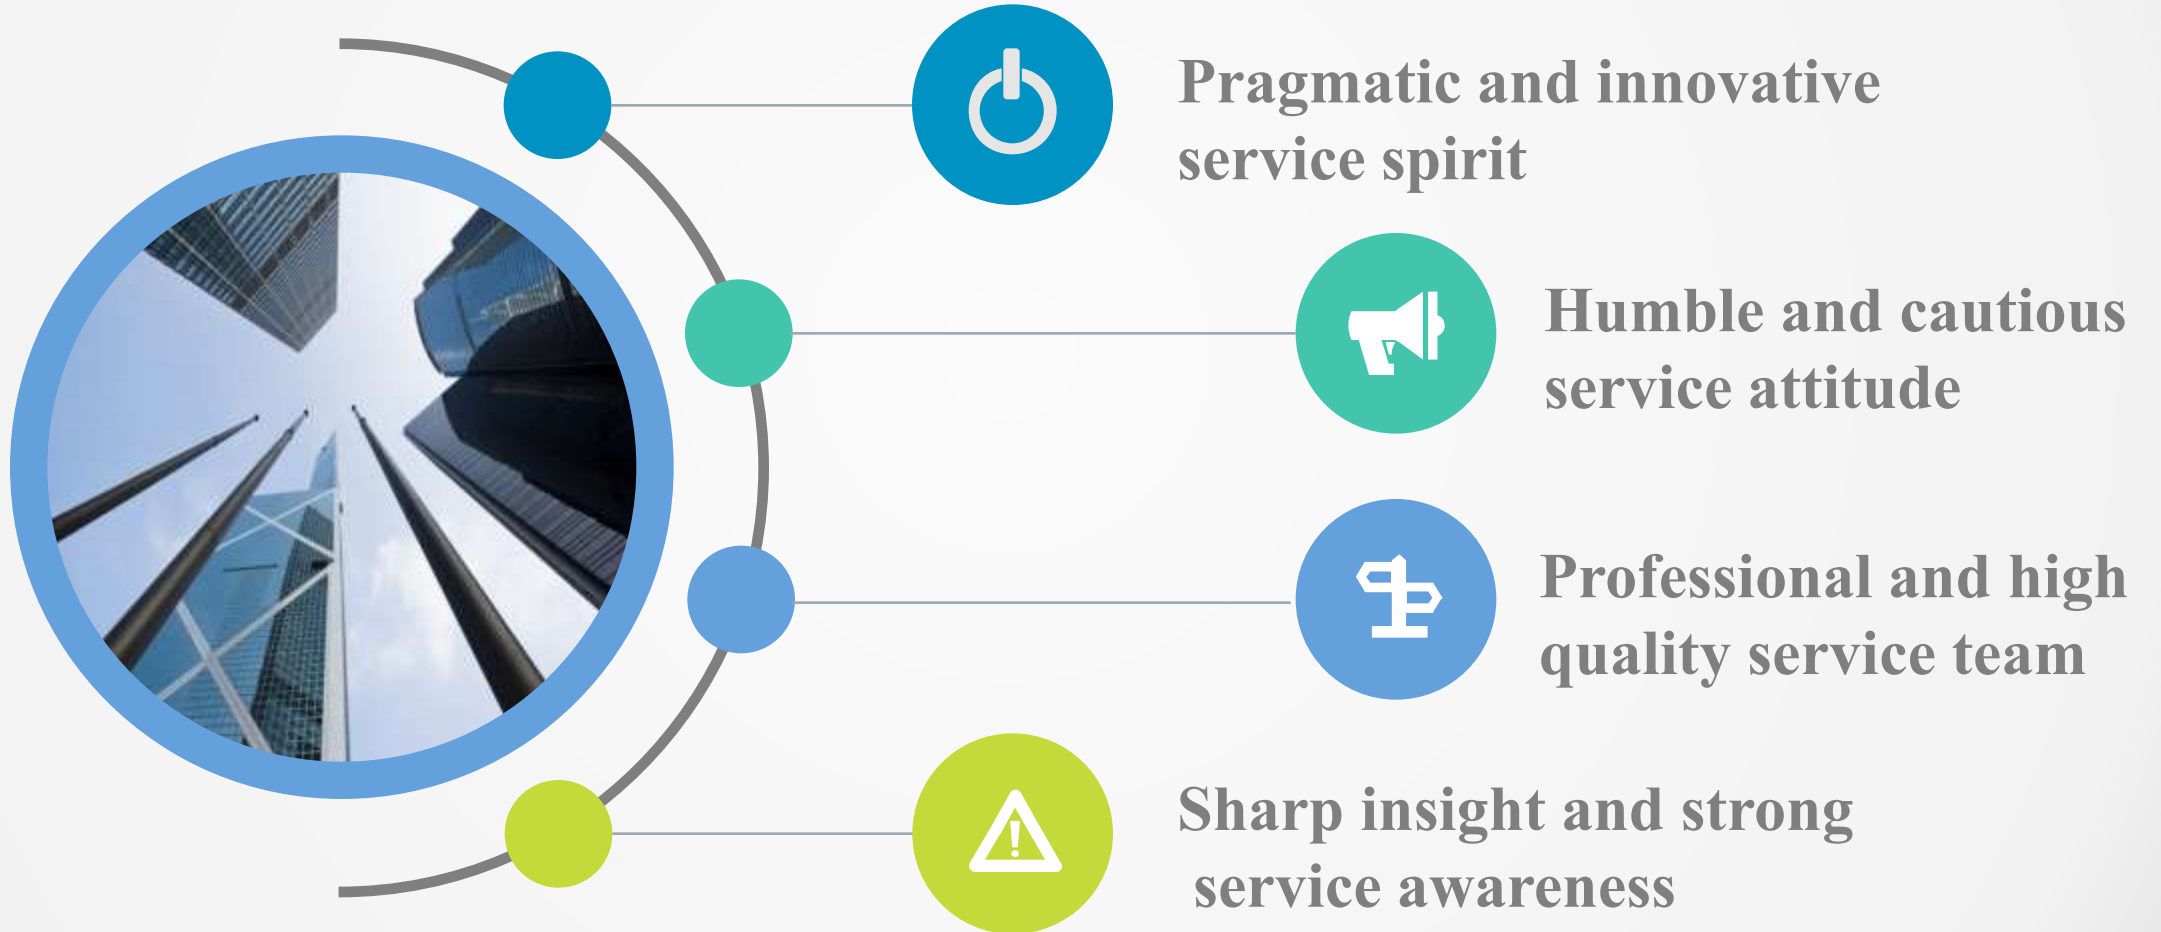 Pragmatic and innovative
service spirit
Humble and cautious
service attitude
Professional and high
quality service team
Sharp insight and strong
service awareness